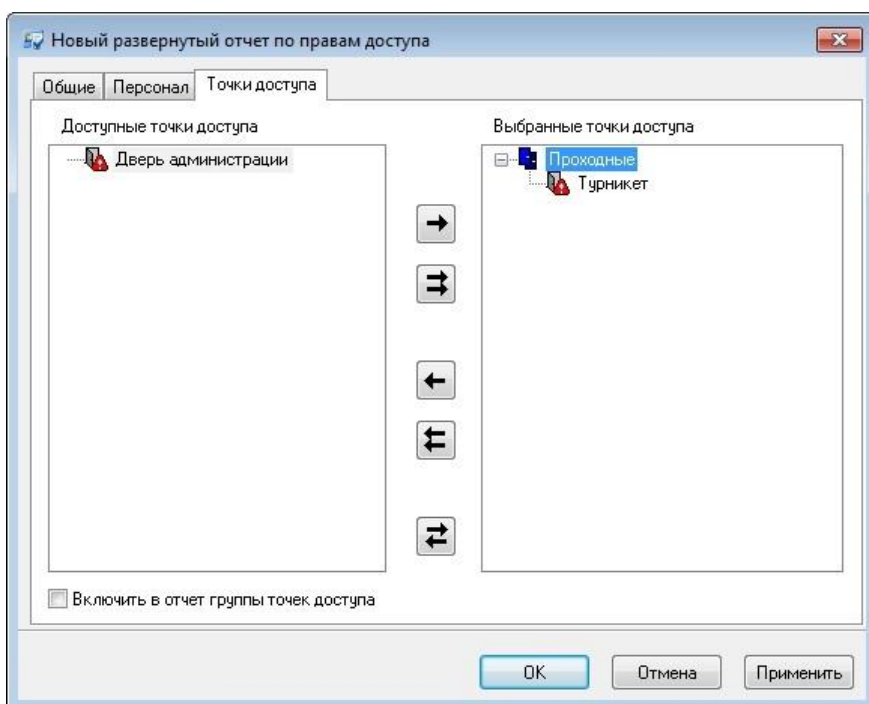 Новый развернутый отчет по правам доступа
Общие Персонал Точки доступа
Доступные точки доступа
Выбранные точки доступа
Дверь администрации
Проходные
Турникет
Включить в отчет группы точек доступа
ОК Отмена Применить